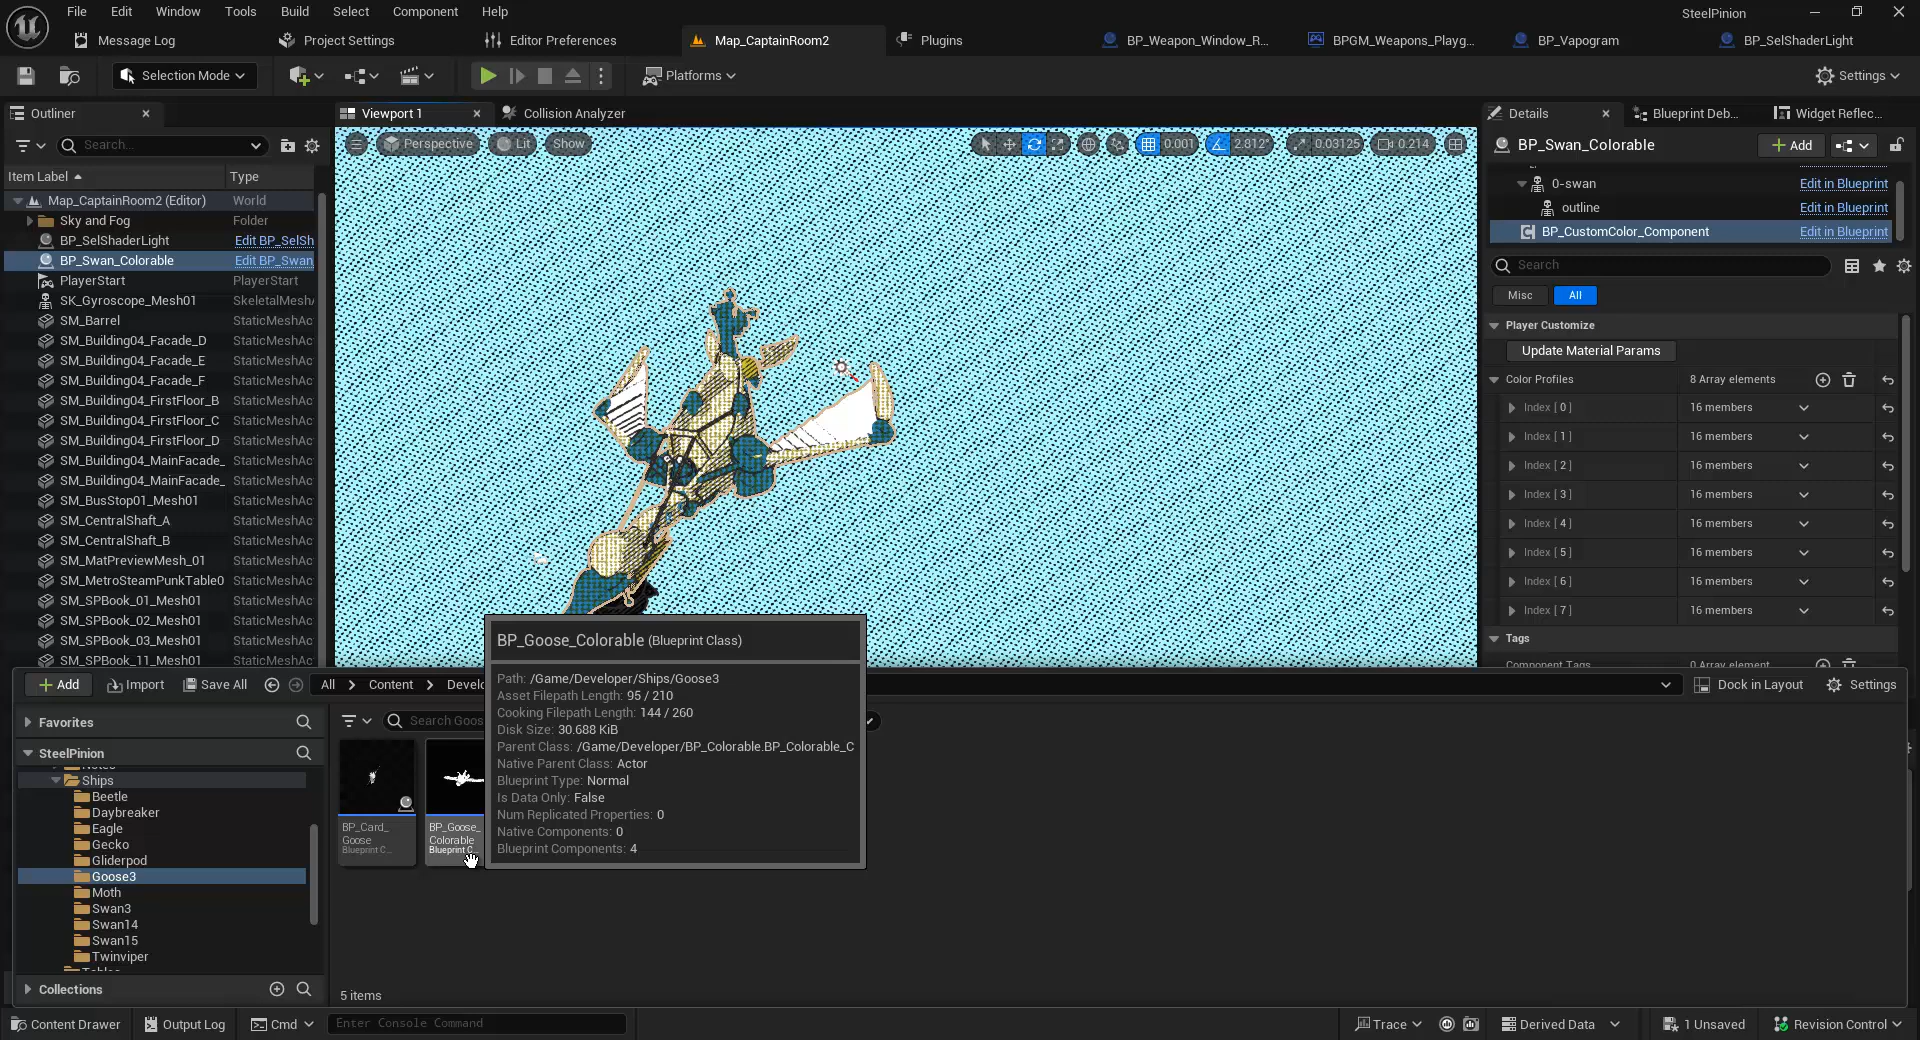 File
Edit
Window
Tools
Build
Select
Component
Help
SteelPinion
Message Log
Project Settings
Editor Preferences
Map_CaptainRoom2
Plugins
BP_Weapon_Window_R...
BPGM_Weapons_Playg...
BP_Vapogram
BP_SelShaderLight
Selection Mode
Platforms
Settings
Outliner
Search...
Item Label
Type
Map_CaptainRoom2 (Editor) World
Sky and Fog Folder
BP_SelShaderLight Edit BP_SelSh
BP_Swan_Colorable Edit BP_Swan
PlayerStart PlayerStart
SK_Gyroscope_Mesh01 SkeletalMesh
SM_Barrel StaticMeshAc
SM_Building04_Facade_D StaticMeshAc
SM_Building04_Facade_E StaticMeshAc
SM_Building04_Facade_F StaticMeshAc
SM_Building04_FirstFloor_B StaticMeshAc
SM_Building04_FirstFloor_C StaticMeshAc
SM_Building04_FirstFloor_D StaticMeshAc
SM_Building04_MainFacade_ StaticMeshAc
SM_Building04_MainFacade_ StaticMeshAc
SM_BusStop01_Mesh01 StaticMeshAc
SM_CentralShaft_A StaticMeshAc
SM_CentralShaft_B StaticMeshAc
SM_MatPreviewMesh_01 StaticMeshAc
SM_MetroSteamPunkTable0 StaticMeshAc
SM_SPBook_01_Mesh01 StaticMeshAc
SM_SPBook_02_Mesh01 StaticMeshAc
SM_SPBook_03_Mesh01 StaticMeshAc
SM_SPBook_11_Mesh01 StaticMeshAc
Viewport 1
Collision Analyzer
Perspective
Lit
Show
0.001
2.812°
0.03125
0.214
Details
Blueprint Deb...
Widget Reflec...
BP_Swan_Colorable
Add
0-swan Edit in Blueprint
outline Edit in Blueprint
BP_CustomColor_Component Edit in Blueprint
Search
Misc
All
Player Customize
Update Material Params
Color Profiles 8 Array elements
Index [ 0 ] 16 members
Index [ 1 ] 16 members
Index [ 2 ] 16 members
Index [ 3 ] 16 members
Index [ 4 ] 16 members
Index [ 5 ] 16 members
Index [ 6 ] 16 members
Index [ 7 ] 16 members
Tags
Component Tags 0 Array element
BP_Goose_Colorable (Blueprint Class)
Path: /Game/Developer/Ships/Goose3
Asset Filepath Length: 95 / 210
Cooking Filepath Length: 144 / 260
Disk Size: 30.688 KiB
Parent Class: /Game/Developer/BP_Colorable.BP_Colorable_C
Native Parent Class: Actor
Blueprint Type: Normal
Is Data Only: False
Num Replicated Properties: 0
Native Components: 0
Blueprint Components: 4
Add
Import
Save All
All
Content
Develo
Dock in Layout
Settings
Favorites
SteelPinion
Ships
Beetle
Daybreaker
Eagle
Gecko
Gliderpod
Goose3
Moth
Swan3
Swan14
Swan15
Twinviper
Collections
Search Goos
BP_Card_
Goose
Blueprint C...
BP_Goose_
Colorable
Blueprint C...
5 items
Content Drawer
Output Log
Cmd
Enter Console Command
Trace
Derived Data
1 Unsaved
Revision Control